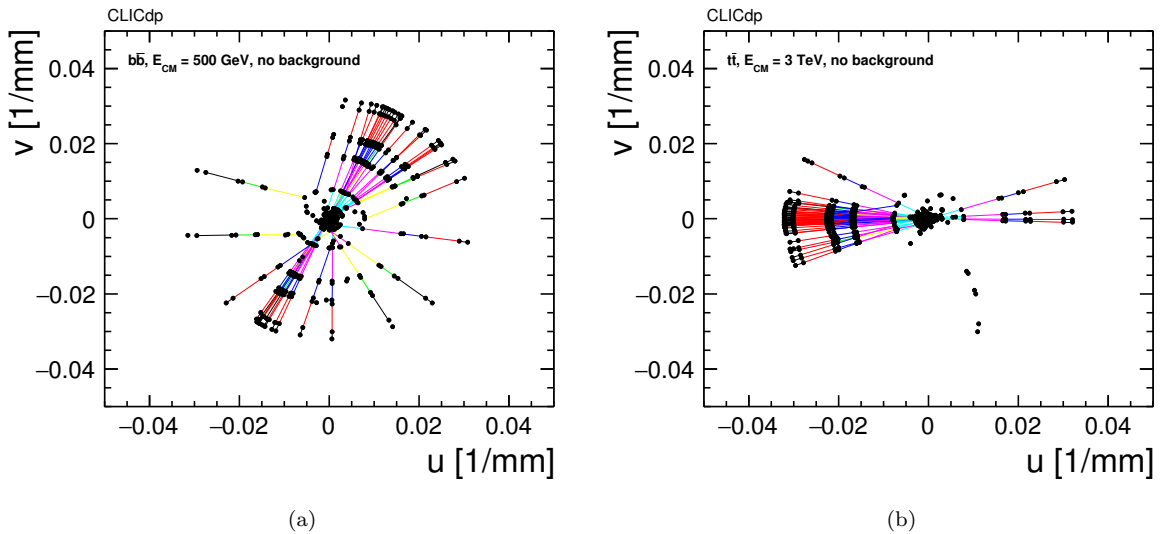 CLICdp
bb̅, E_CM = 500 GeV, no background
v [1/mm]
0.04
0.02
0
−0.02
−0.04
−0.04 −0.02 0 0.02 0.04
u [1/mm]
(a)
CLICdp
tt̅, E_CM = 3 TeV, no background
v [1/mm]
0.04
0.02
0
−0.02
−0.04
−0.04 −0.02 0 0.02 0.04
u [1/mm]
(b)